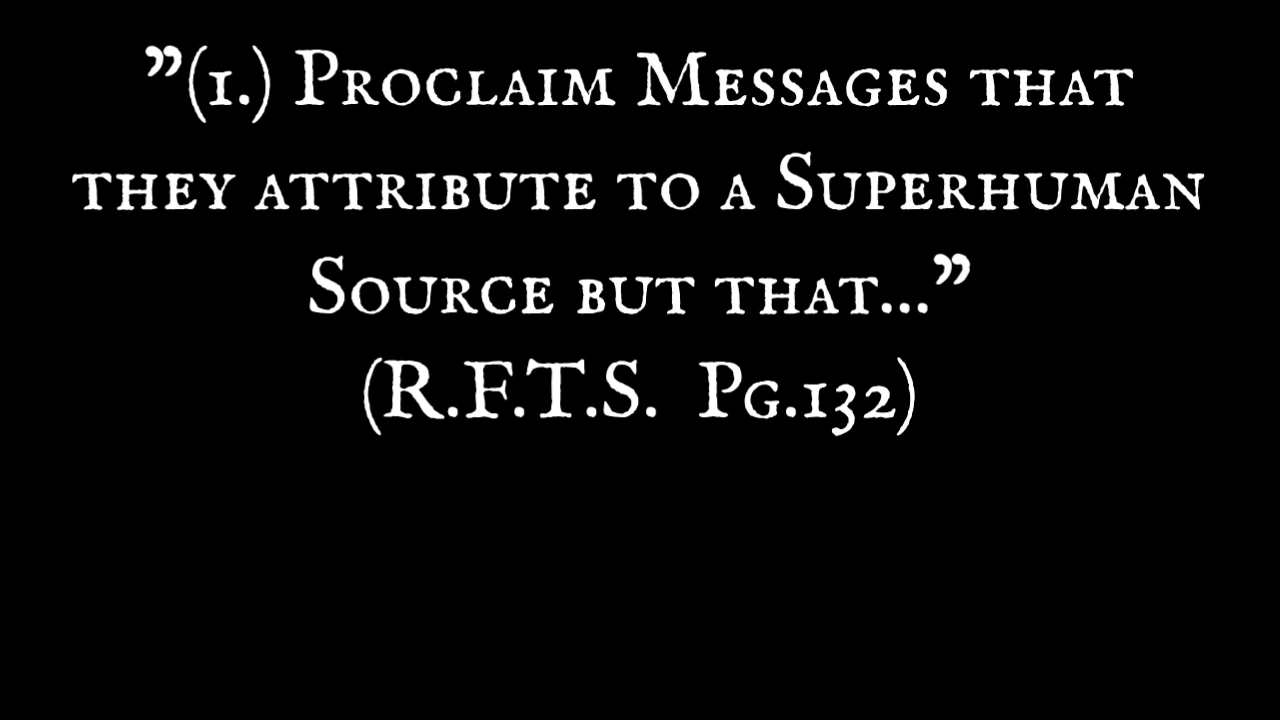 ”(1.) Proclaim Messages that
they attribute to a Superhuman
Source but that...”
(R.F.T.S. Pg.132)